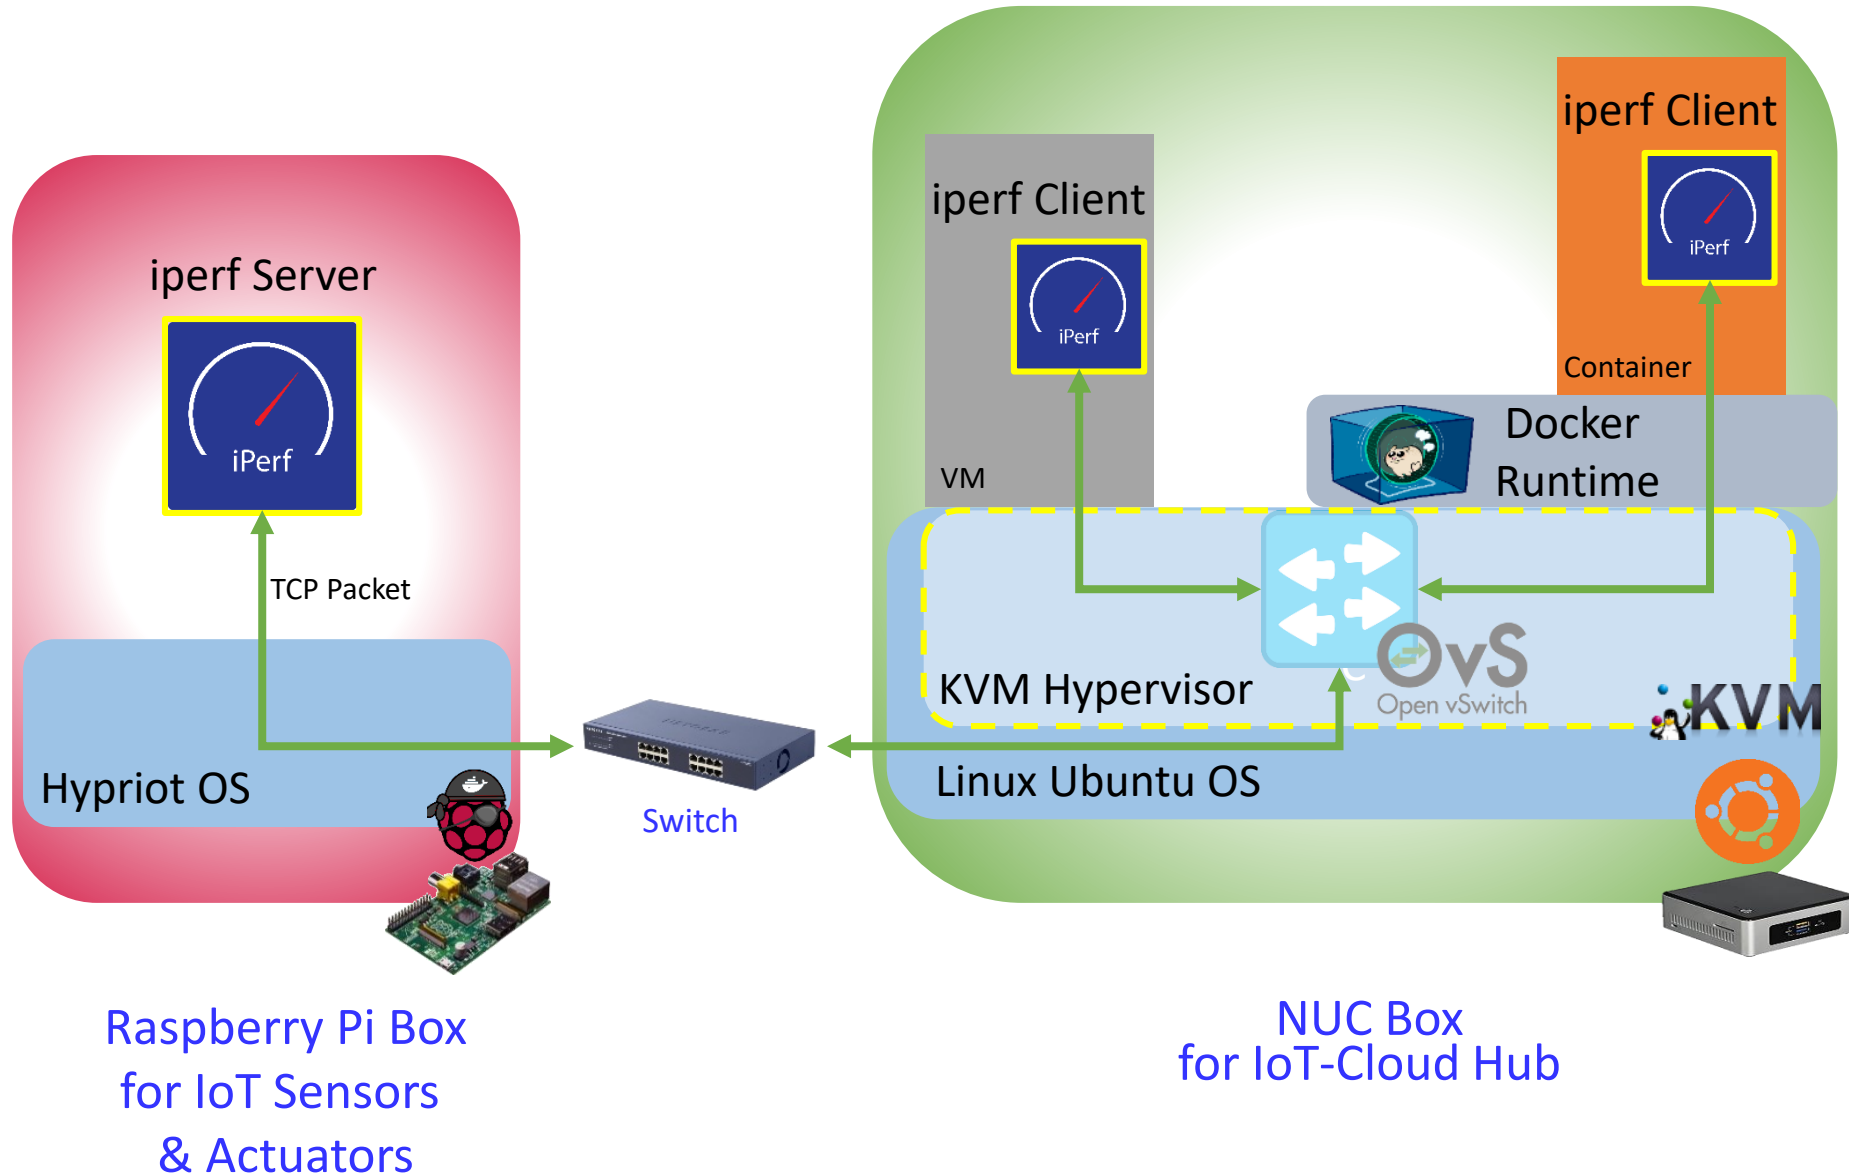 iperf Server
iPerf
TCP Packet
Hypriot OS
Raspberry Pi Box
for IoT Sensors
& Actuators
Switch
iperf Client
iPerf
VM
iperf Client
iPerf
Container
Docker
Runtime
KVM Hypervisor
C
OvS
Open vSwitch
KVM
Linux Ubuntu OS
NUC Box
for IoT-Cloud Hub